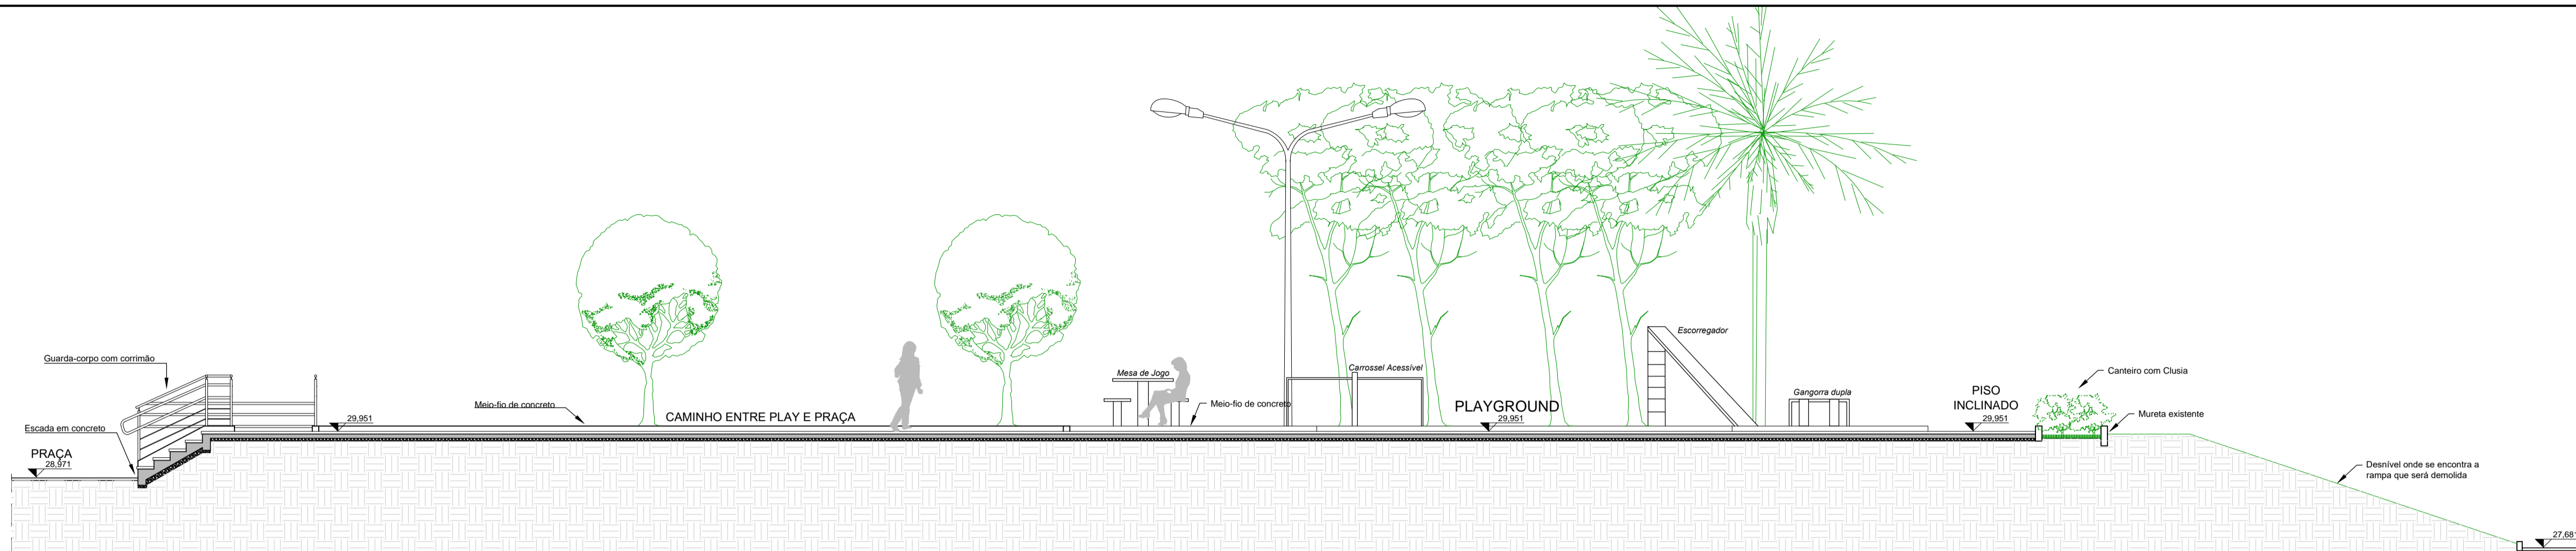 Guarda-corpo com corrimão
Escada em concreto
PRAÇA
28,971
29,951
Meio-fio de concreto
CAMINHO ENTRE PLAY E PRAÇA
Mesa de Jogo
Meio-fio de concreto
Carrossel Acessível
PLAYGROUND
29,951
Escorregador
Gangorra dupla
PISO
INCLINADO
29,951
Canteiro com Clusia
Mureta existente
Desnível onde se encontra a
rampa que será demolida
27,68